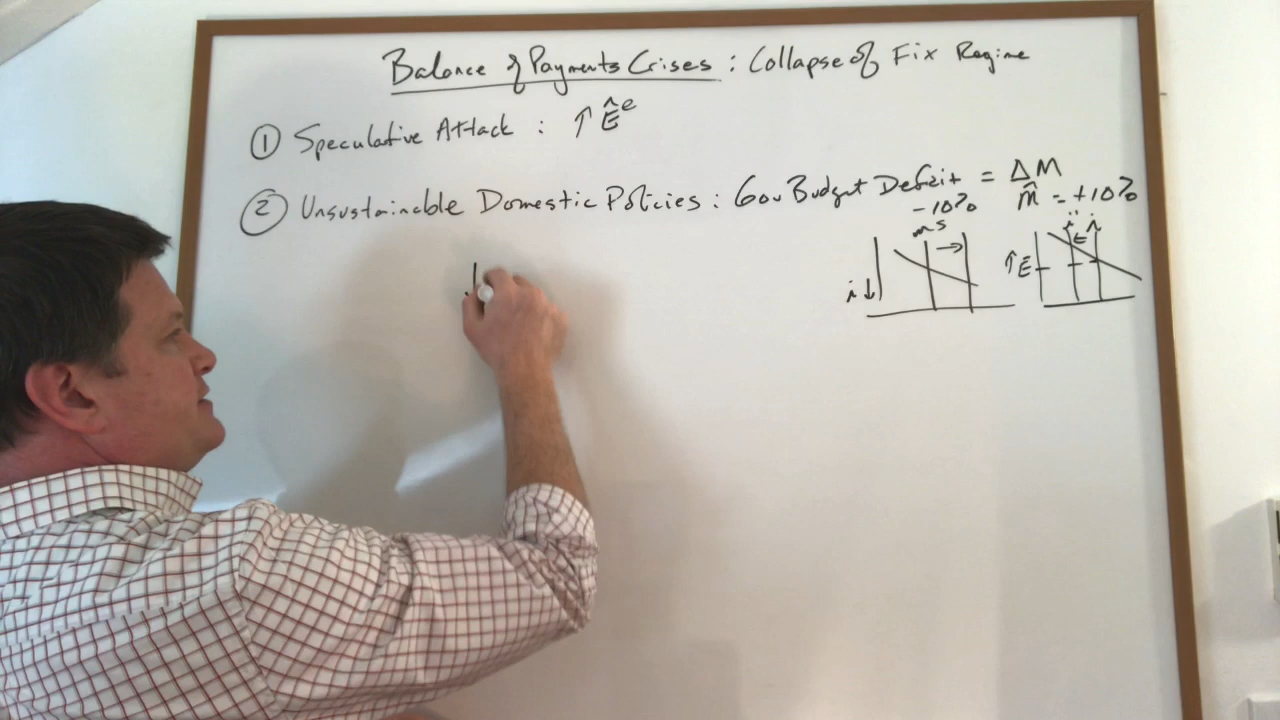 Balance of Payments Crises : Collapse of Fix Regime
① Speculative Attack : ↑ Ê^e
② Unsustainable Domestic Policies : Gov Budget Deficit = ΔM
-10% m̂ = +10%
m^s
i ↓ ↑ E